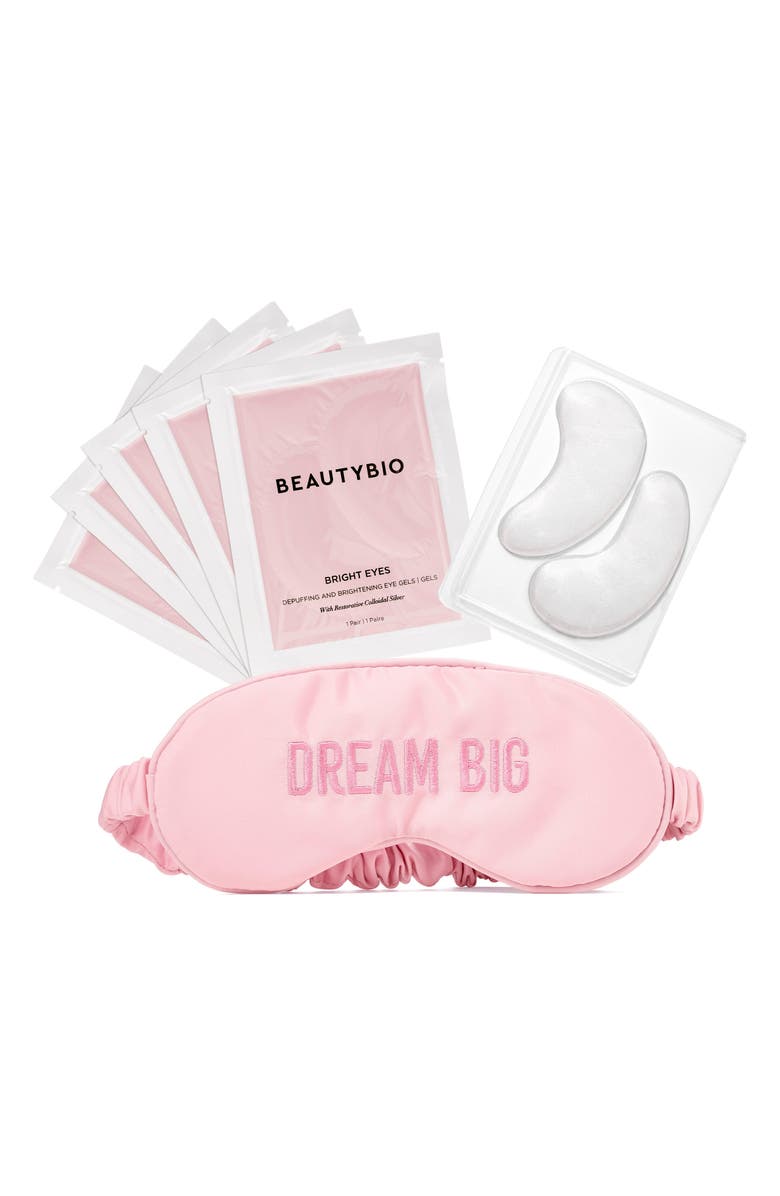 BEAUTYBIO
BRIGHT EYES
DEPUFFING AND BRIGHTENING EYE GELS | GELS
With Restorative Colloidal Silver
1 Pair | 1 Paire
DREAM BIG